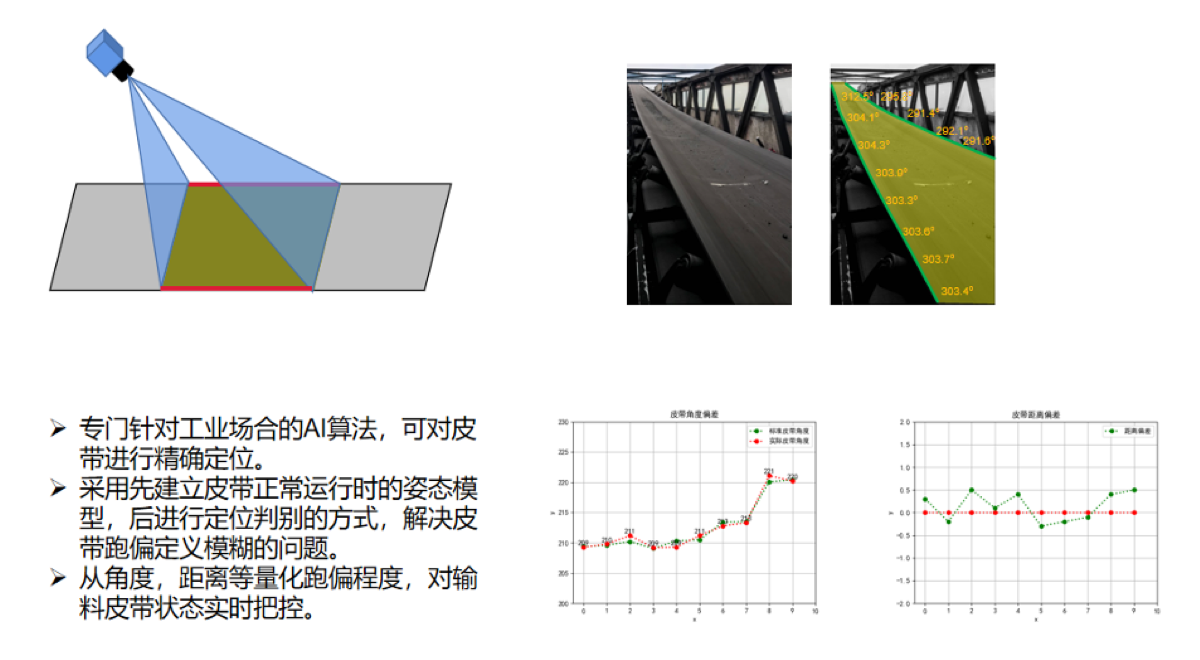 312.6°
295.
304.1°
291.4°
292.1°
304.3°
291.6°
303.9°
303.3°
303.6°
303.7°
303.4°
➢ 专门针对工业场合的AI算法，可对皮
带进行精确定位。
➢ 采用先建立皮带正常运行时的姿态模
型，后进行定位判别的方式，解决皮
带跑偏定义模糊的问题。
➢ 从角度，距离等量化跑偏程度，对输
料皮带状态实时把控。
皮带角度偏差
标准皮带角度
实际皮带角度
230
225
220
215
210
205
200
y
209
210
211
209
221
220
0 1 2 3 4 5 6 7 8 9 10
x
皮带距离偏差
距离偏差
2.0
1.5
1.0
0.5
0.0
-0.5
-1.0
-1.5
-2.0
y
0 1 2 3 4 5 6 7 8 9 10
x